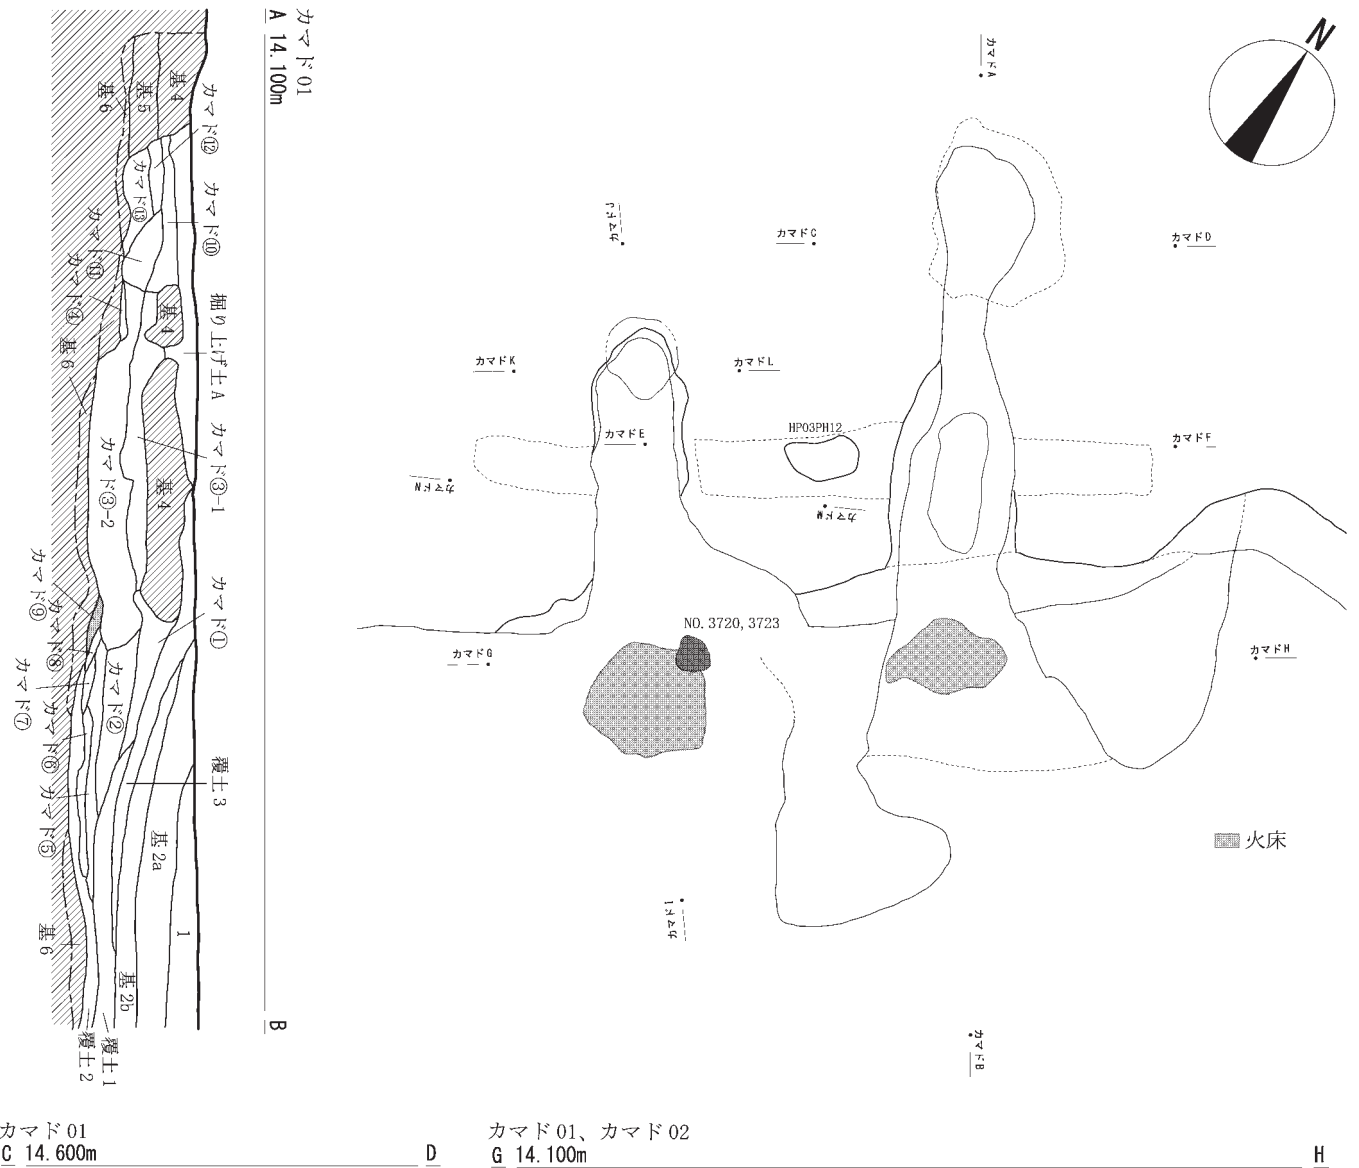 カマド01
A 14.100m
B
基4
基5
基6
カマド⑫
カマド⑬
カマド⑩
カマド⑪
カマド④
基6
基4
掘り上げ土A
カマド③-1
カマド③-2
基4
カマド①
カマド⑨
カマド⑧
カマド⑦
カマド⑥
カマド⑤
カマド②
覆土3
基2a
1
基6
基2b
覆土1
覆土2
N
カマドA
カマドJ
カマドC
カマドD
カマドK
カマドL
カマドE
HP03PH12
カマドF
カマドN
カマドM
NO. 3720, 3723
カマドG
カマドH
火床
カマドI
カマドB
カマド01
C 14.600m
D
カマド01、カマド02
G 14.100m
H